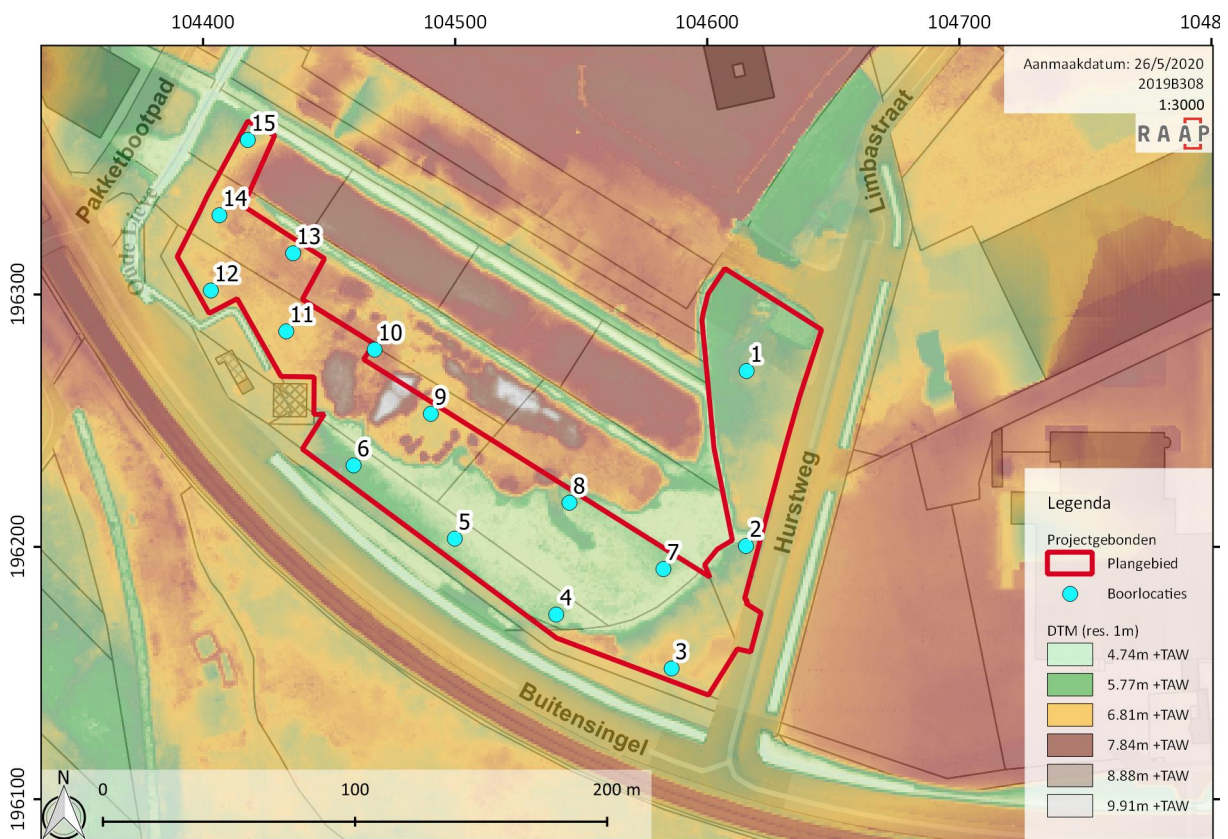 104400 104500 104600 104700 1048
Aanmaakdatum: 26/5/2020
2019B308
1:3000
RAAP
Pakketbootpad
Oude Lieve
Limbastraat
Hurstweg
Buitensingel
15
14
13
12
11
10
9
8
7
6
5
4
3
2
1
196300
196200
196100
Legenda
Projectgebonden
Plangebied
Boorlocaties
DTM (res. 1m)
4.74m +TAW
5.77m +TAW
6.81m +TAW
7.84m +TAW
8.88m +TAW
9.91m +TAW
N
0 100 200 m